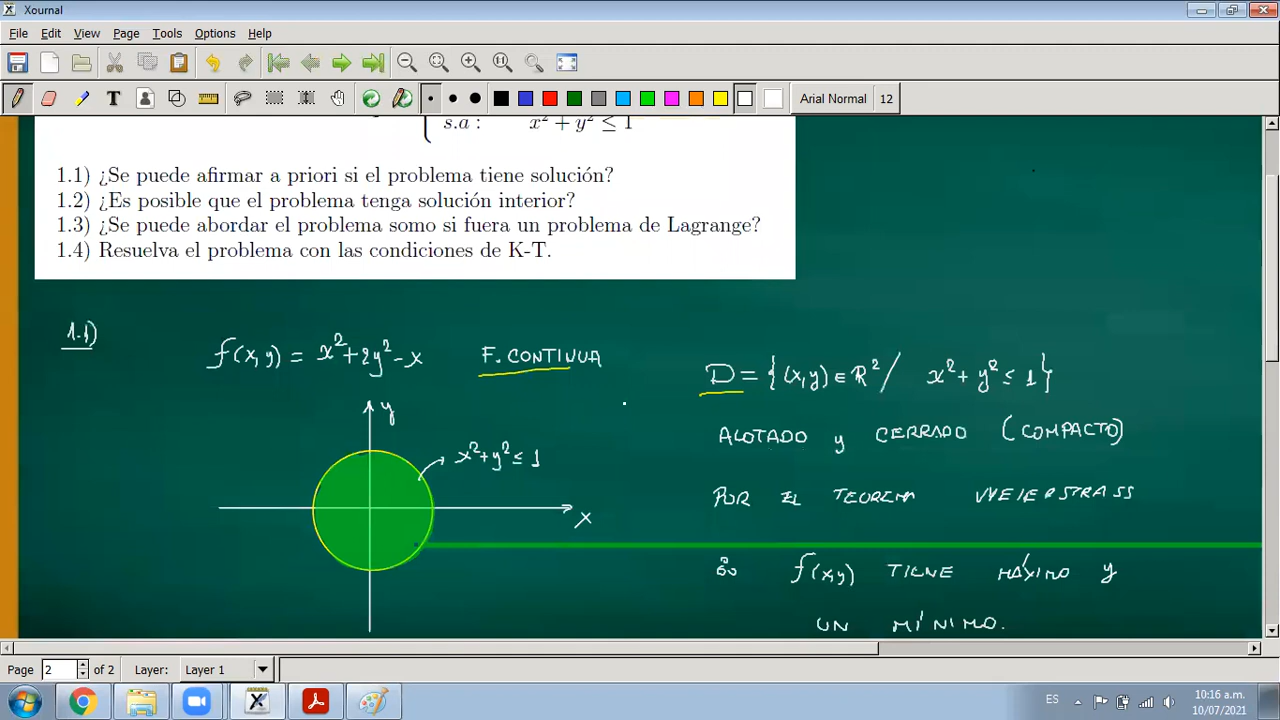 Xournal
File Edit View Page Tools Options Help
Arial Normal 12
s.a : x² + y² ≤ 1
1.1) ¿Se puede afirmar a priori si el problema tiene solución?
1.2) ¿Es posible que el problema tenga solución interior?
1.3) ¿Se puede abordar el problema somo si fuera un problema de Lagrange?
1.4) Resuelva el problema con las condiciones de K-T.
1.1)
f(x,y) = x²+2y²-x F. CONTINUA
D = {(x,y) ∈ R² / x² + y² ≤ 1}
y
ACOTADO y CERRADO (COMPACTO)
x²+y² ≤ 1
POR EL TEOREMA
x
f(x,y) TIENE MÁXIMO y
UN MÍNIMO.
Page 2 of 2 Layer: Layer 1
ES 10:16 a.m.
10/07/2021